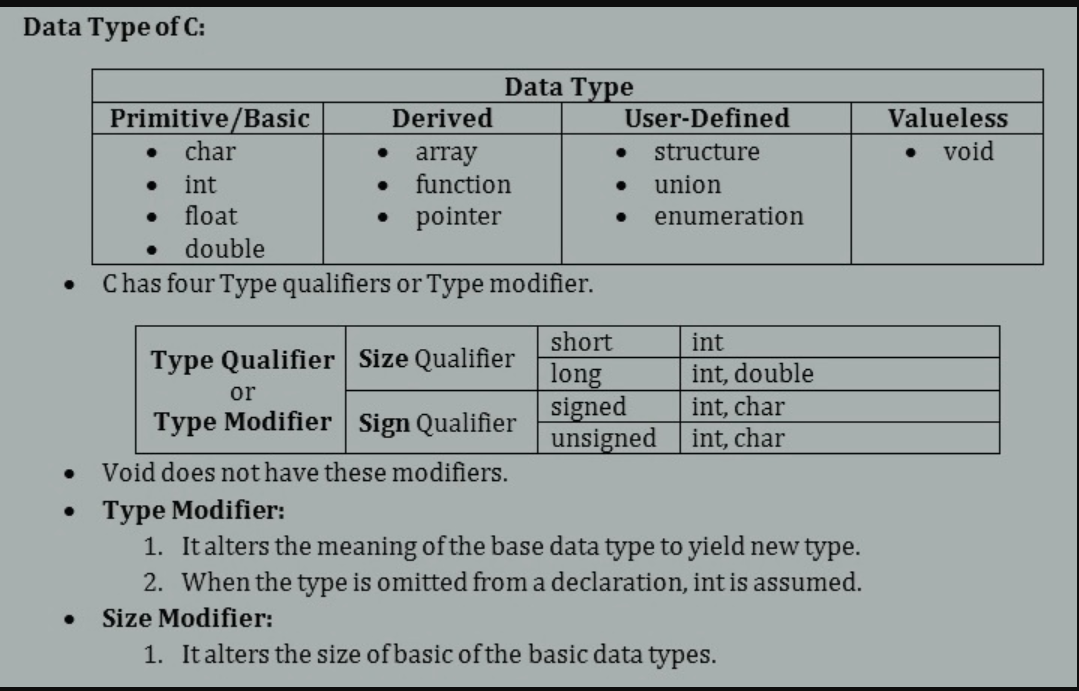 Data Type of C:
Data Type
Primitive/Basic Derived User-Defined Valueless
• char • array • structure • void
• int • function • union
• float • pointer • enumeration
• double
• C has four Type qualifiers or Type modifier.
Type Qualifier or Type Modifier
Size Qualifier
short int
long int, double
Sign Qualifier
signed int, char
unsigned int, char
• Void does not have these modifiers.
• Type Modifier:
1. It alters the meaning of the base data type to yield new type.
2. When the type is omitted from a declaration, int is assumed.
• Size Modifier:
1. It alters the size of basic of the basic data types.